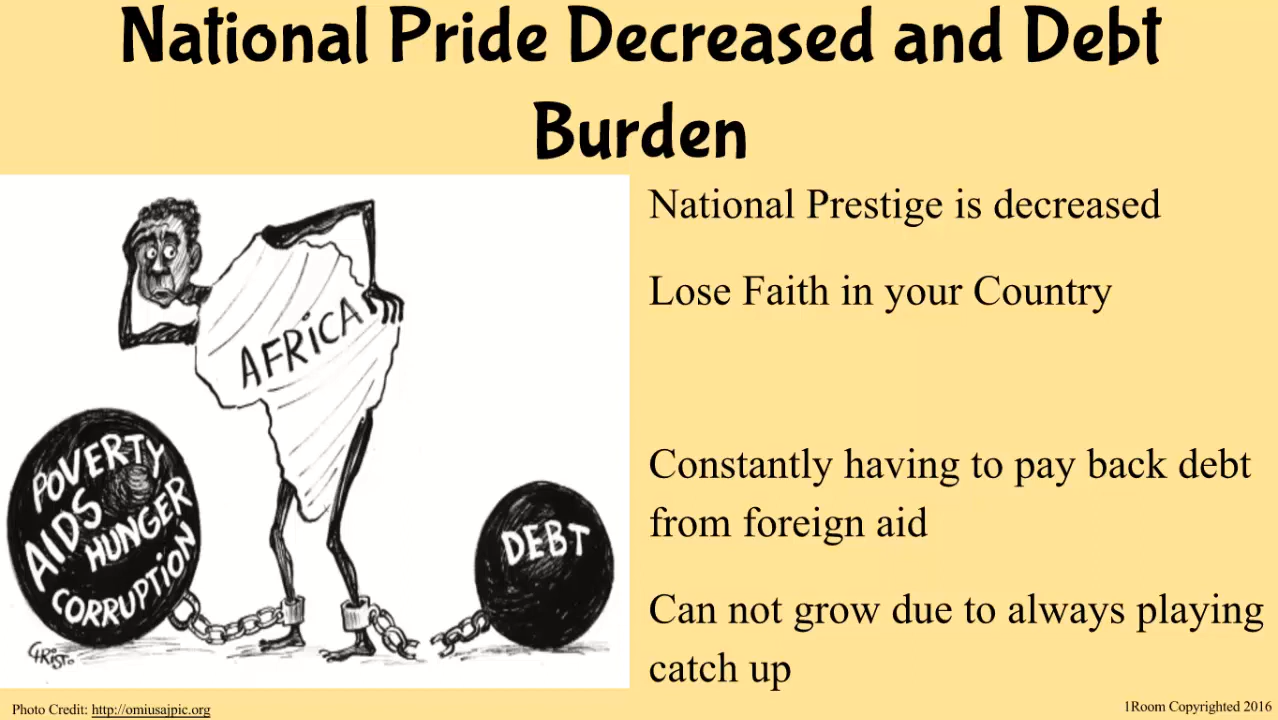 National Pride Decreased and Debt
Burden
National Prestige is decreased
Lose Faith in your Country
Constantly having to pay back debt
from foreign aid
Can not grow due to always playing
catch up
AFRiCA
POVERTY
AIDS
HUNGER
CORRUPTiON
DEBT
CHRiSTo
Photo Credit: http://omiusajpic.org
1Room Copyrighted 2016